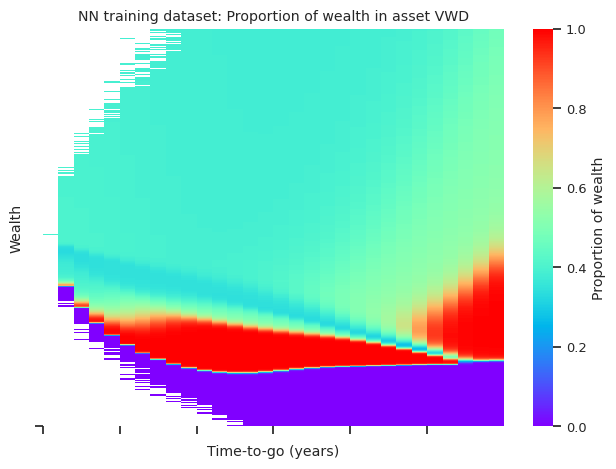 NN training dataset: Proportion of wealth in asset VWD
Wealth
Time-to-go (years)
1.0
0.8
0.6
0.4
0.2
0.0
Proportion of wealth